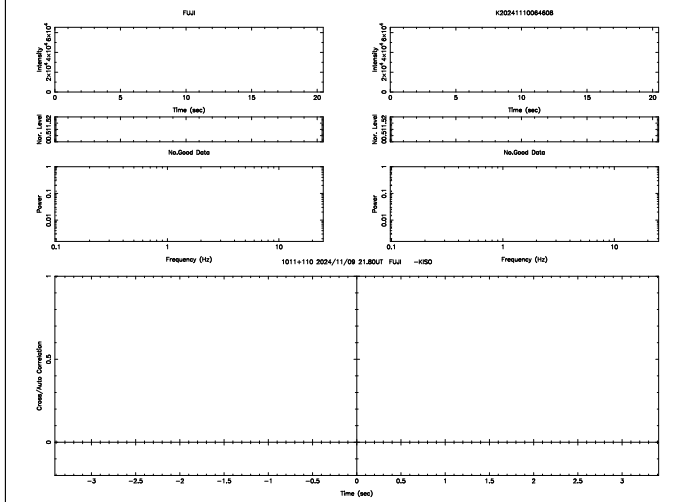 FUJI K20241110064608
Intensity
0 2×10⁴ 4×10⁴ 6×10⁴
0 5 10 15 20
Time (sec)
Intensity
0 2×10⁴ 4×10⁴ 6×10⁴
0 5 10 15 20
Time (sec)
Nor. Level
00.511.52
Nor. Level
00.511.52
No.Good Data
No.Good Data
Power
1
0.1
0.01
0.1 1 10
Frequency (Hz)
Power
1
0.1
0.01
0.1 1 10
Frequency (Hz)
1011+110 2024/11/09 21.80UT FUJI -KISO
Cross/Auto Correlation
1
0.5
0
-3 -2.5 -2 -1.5 -1 -0.5 0 0.5 1 1.5 2 2.5 3
Time (sec)